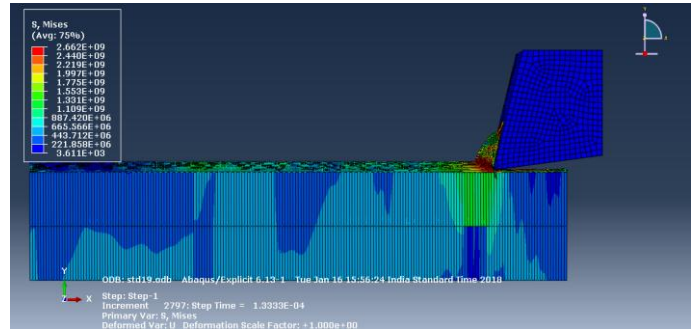 S, Mises
(Avg: 75%)
2.662E+09
2.440E+09
2.219E+09
1.997E+09
1.775E+09
1.553E+09
1.331E+09
1.109E+09
887.420E+06
665.566E+06
443.712E+06
221.858E+06
3.611E+03
Y
Z X
ODB: std19.odb Abaqus/Explicit 6.13-1 Tue Jan 16 15:56:24 India Standard Time 2018
Step: Step-1
Increment 2797: Step Time = 1.3333E-04
Primary Var: S, Mises
Deformed Var: U Deformation Scale Factor: +1.000e+00